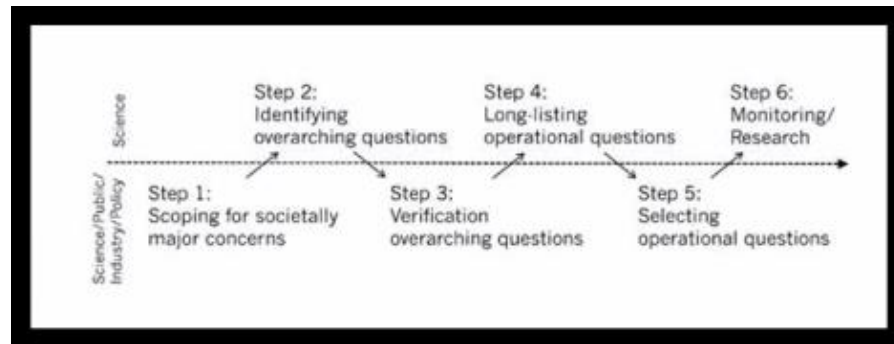 Science
Step 2:
Identifying
overarching questions
Step 4:
Long-listing
operational questions
Step 6:
Monitoring/
Research
Science/Public/
Industry/Policy
Step 1:
Scoping for societally
major concerns
Step 3:
Verification
overarching questions
Step 5:
Selecting
operational questions